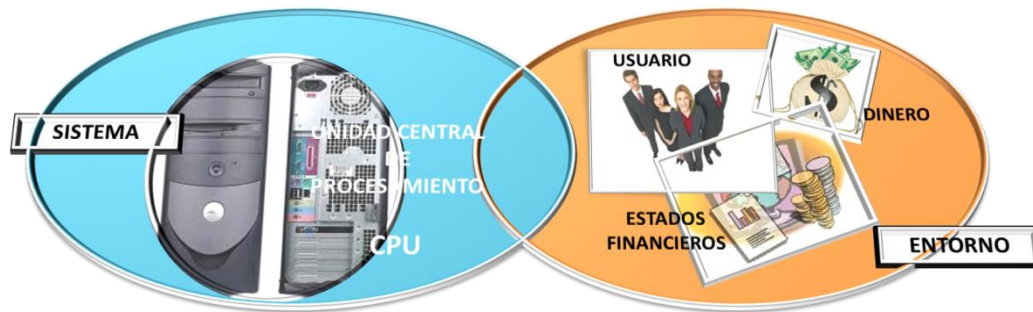 SISTEMA
UNIDAD CENTRAL
DE
PROCESAMIENTO
CPU
USUARIO
DINERO
ESTADOS
FINANCIEROS
ENTORNO